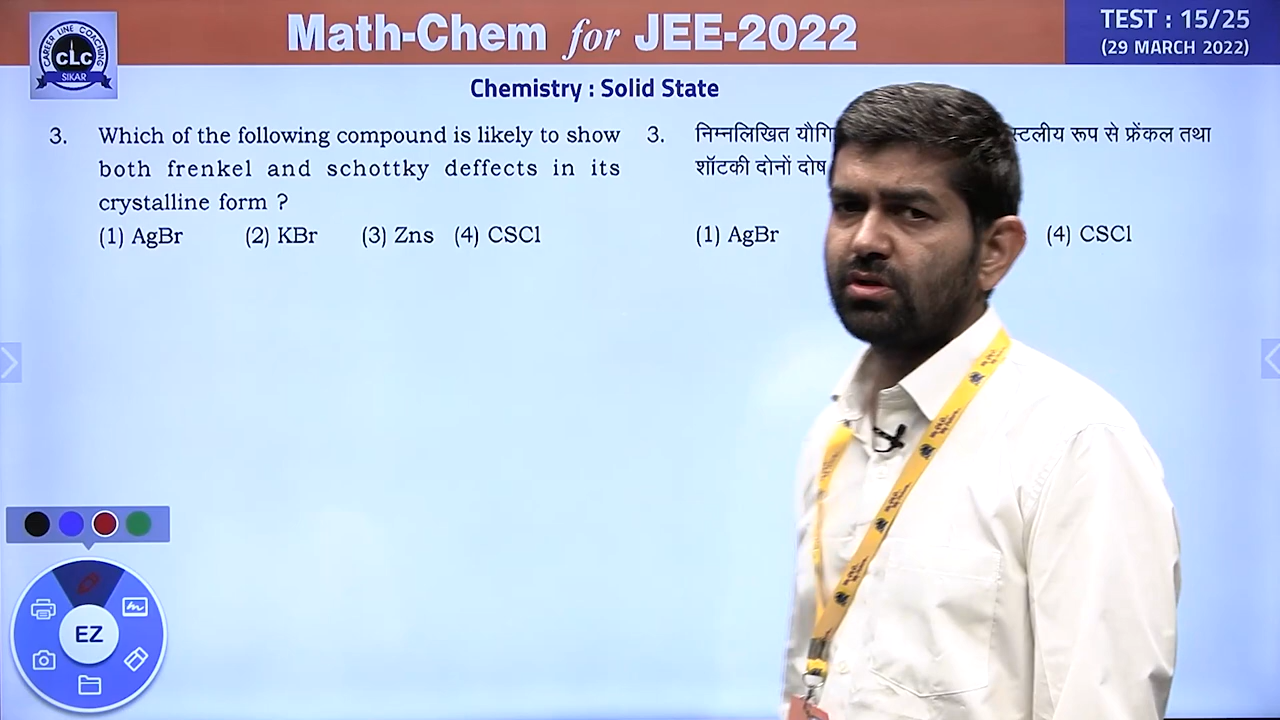 CAREER LINE COACHING
CLC
SIKAR
Math-Chem for JEE-2022
TEST : 15/25
(29 MARCH 2022)
Chemistry : Solid State
3. Which of the following compound is likely to show
both frenkel and schottky deffects in its
crystalline form ?
(1) AgBr (2) KBr (3) Zns (4) CSCl
3. निम्नलिखित रूप से फ्रेंकल तथा
शॉटकी दोनों दोष
(1) AgBr (4) CSCl
EZ